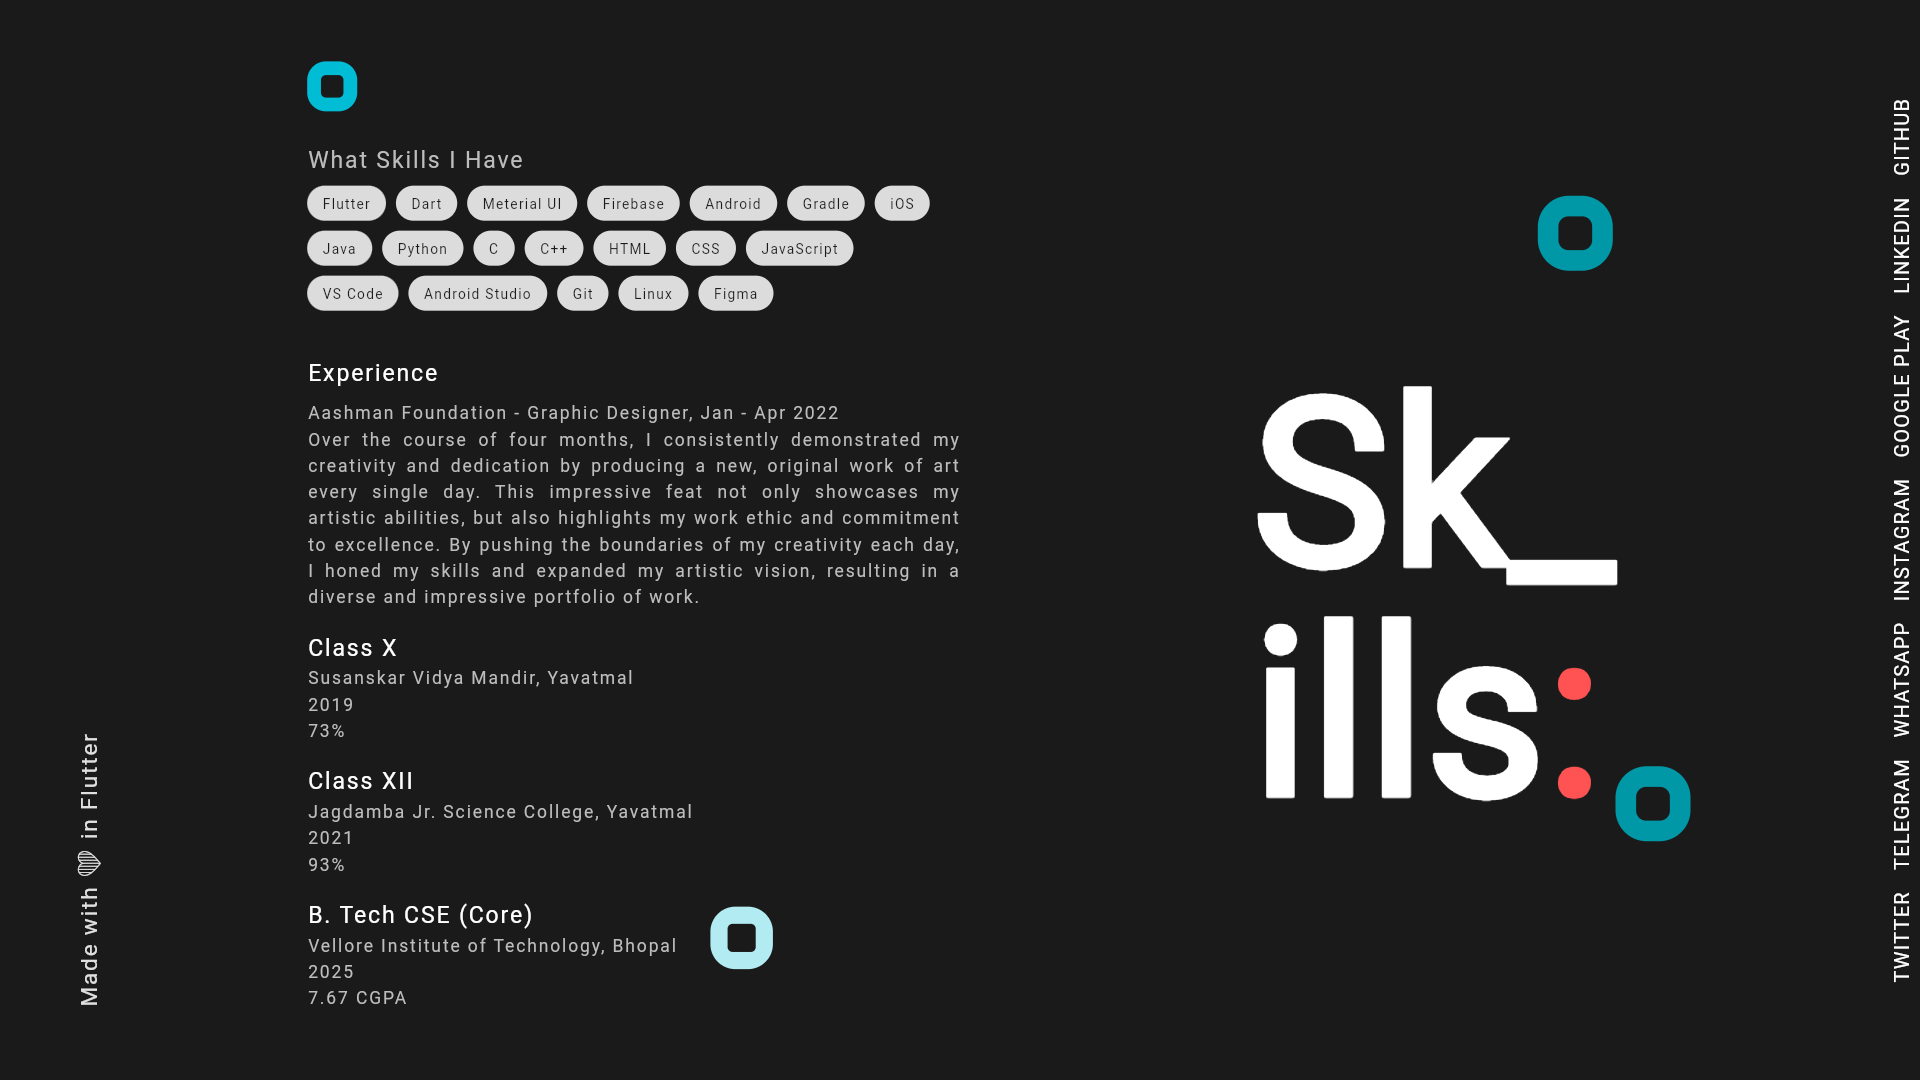 What Skills I Have
Flutter Dart Meterial UI Firebase Android Gradle iOS
Java Python C C++ HTML CSS JavaScript
VS Code Android Studio Git Linux Figma
Experience
Aashman Foundation - Graphic Designer, Jan - Apr 2022
Over the course of four months, I consistently demonstrated my
creativity and dedication by producing a new, original work of art
every single day. This impressive feat not only showcases my
artistic abilities, but also highlights my work ethic and commitment
to excellence. By pushing the boundaries of my creativity each day,
I honed my skills and expanded my artistic vision, resulting in a
diverse and impressive portfolio of work.
Class X
Susanskar Vidya Mandir, Yavatmal
2019
73%
Class XII
Jagdamba Jr. Science College, Yavatmal
2021
93%
B. Tech CSE (Core)
Vellore Institute of Technology, Bhopal
2025
7.67 CGPA
Sk_
ills:
Made with in Flutter
TWITTER TELEGRAM WHATSAPP INSTAGRAM GOOGLE PLAY LINKEDIN GITHUB